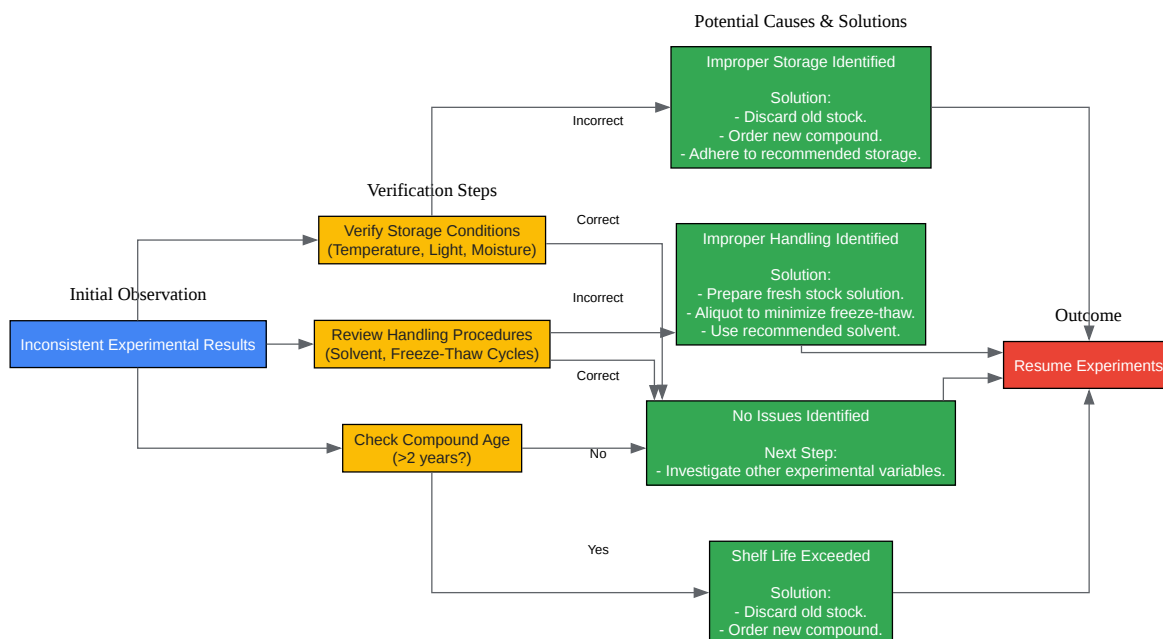 Potential Causes & Solutions
Improper Storage Identified
Solution:
- Discard old stock.
- Order new compound.
- Adhere to recommended storage.
Incorrect
Verification Steps
Verify Storage Conditions
(Temperature, Light, Moisture)
Correct
Improper Handling Identified
Solution:
- Prepare fresh stock solution.
- Aliquot to minimize freeze-thaw.
- Use recommended solvent.
Initial Observation
Inconsistent Experimental Results
Incorrect
Review Handling Procedures
(Solvent, Freeze-Thaw Cycles)
Correct
Outcome
Resume Experiments
No Issues Identified
Next Step:
- Investigate other experimental variables.
Check Compound Age
(>2 years?)
No
Yes
Shelf Life Exceeded
Solution:
- Discard old stock.
- Order new compound.